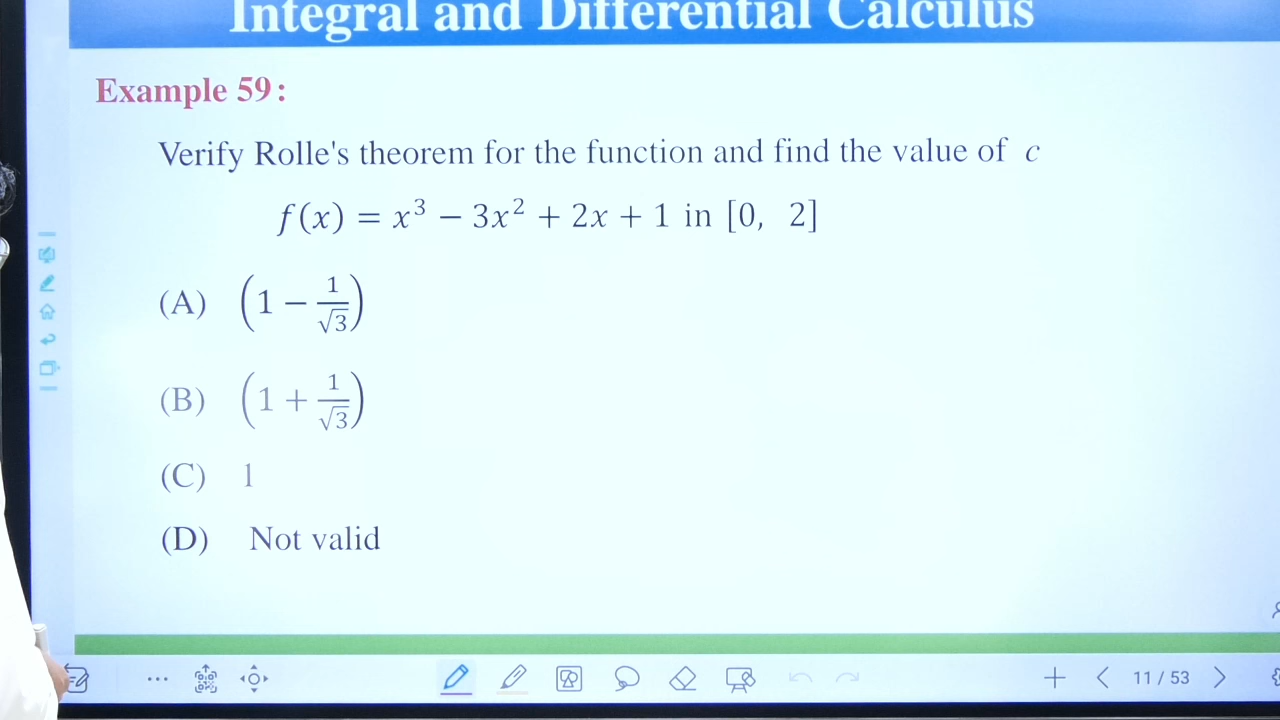 Integral and Differential Calculus
Example 59:
Verify Rolle's theorem for the function and find the value of c
f(x) = x³ − 3x² + 2x + 1 in [0, 2]
(A) (1 − 1/√3)
(B) (1 + 1/√3)
(C) 1
(D) Not valid
11 / 53